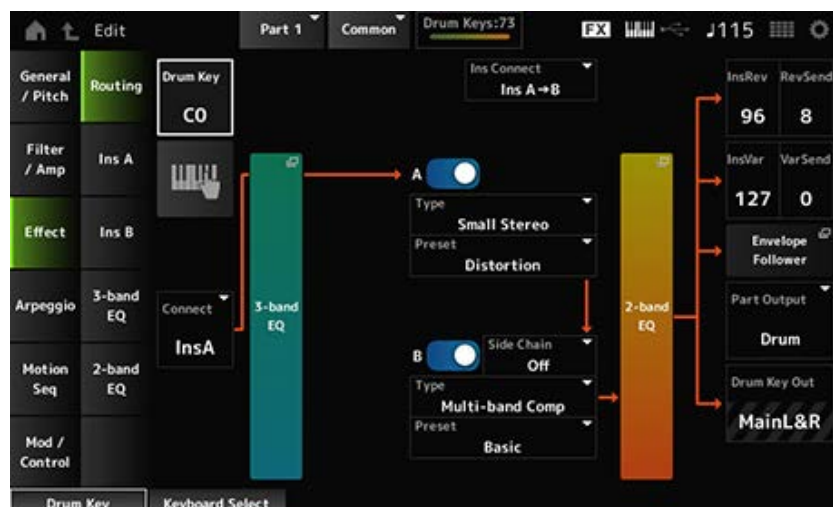 Edit
Part 1
Common
Drum Keys:73
FX
♩115
General
/ Pitch
Routing
Drum Key
C0
Ins Connect
Ins A→B
InsRev
RevSend
96
8
Filter
/ Amp
Ins A
A
Type
Small Stereo
Preset
Distortion
InsVar
VarSend
127
0
Effect
Ins B
Envelope
Follower
Arpeggio
3-band
EQ
Connect
InsA
3-band
EQ
2-band
EQ
Part Output
Drum
B
Side Chain
Off
Type
Multi-band Comp
Preset
Basic
Motion
Seq
2-band
EQ
Drum Key Out
MainL&R
Mod /
Control
Drum Key
Keyboard Select